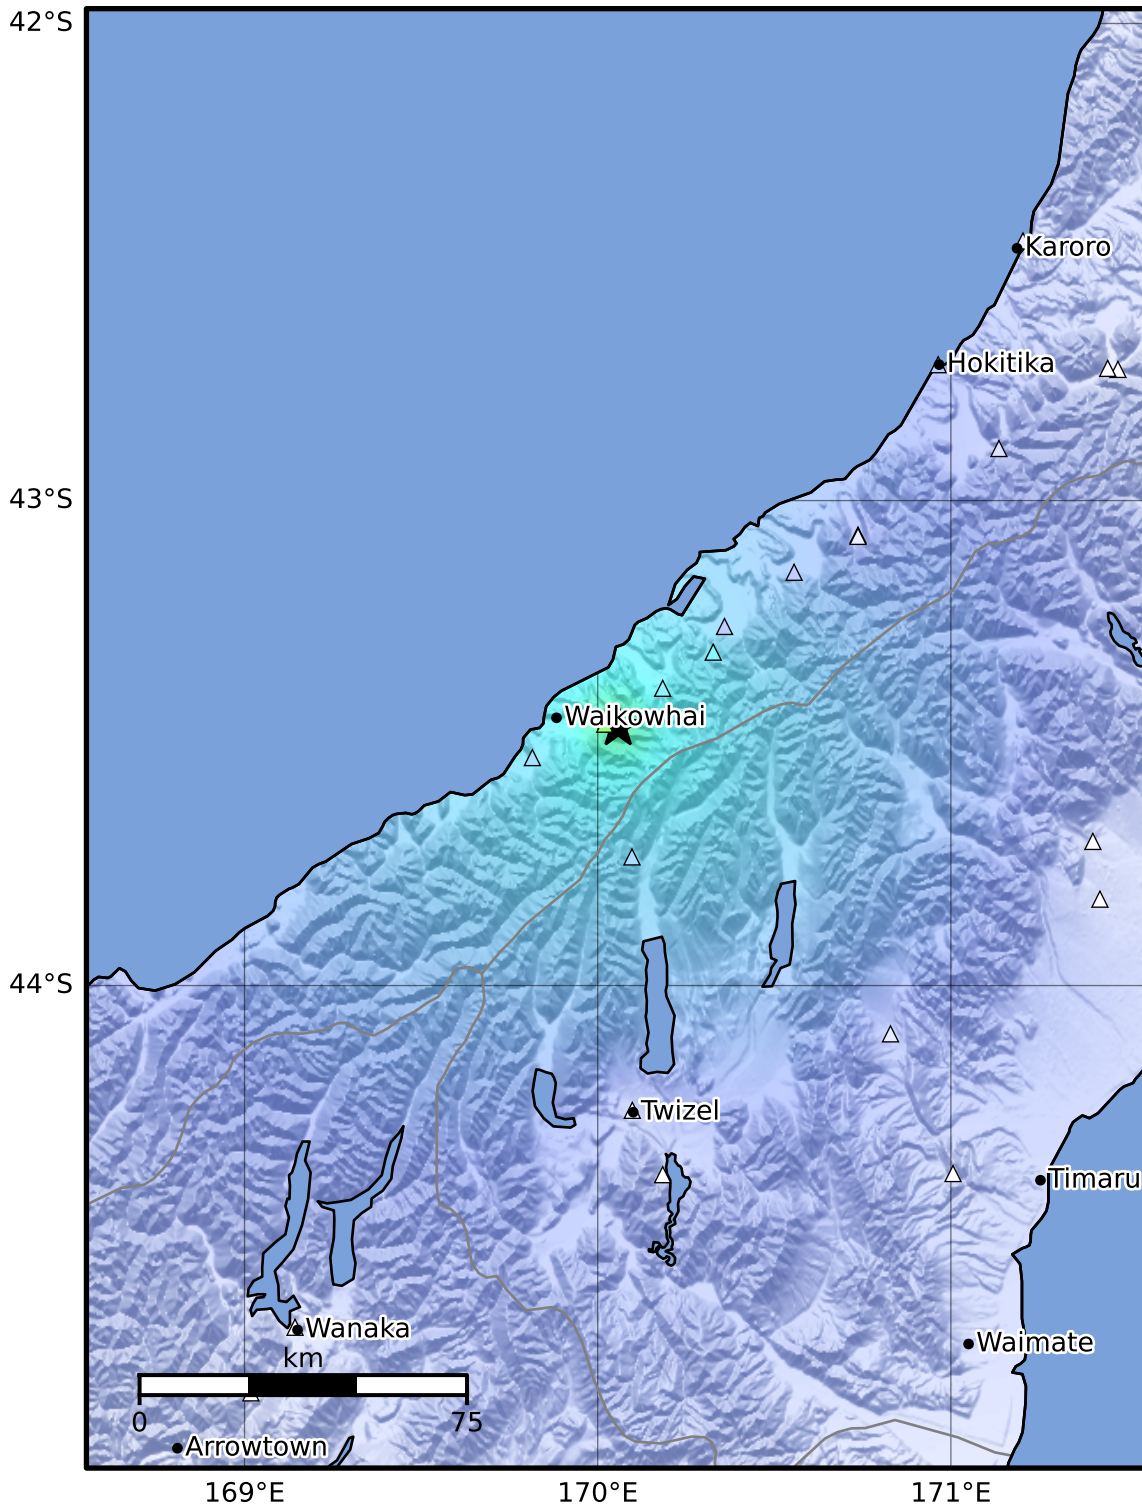 42°S
Karoro
Hokitika
43°S
Waikowhai
44°S
Twizel
Timaru
Wanaka
Waimate
km
0 75
Arrowtown
169°E 170°E 171°E